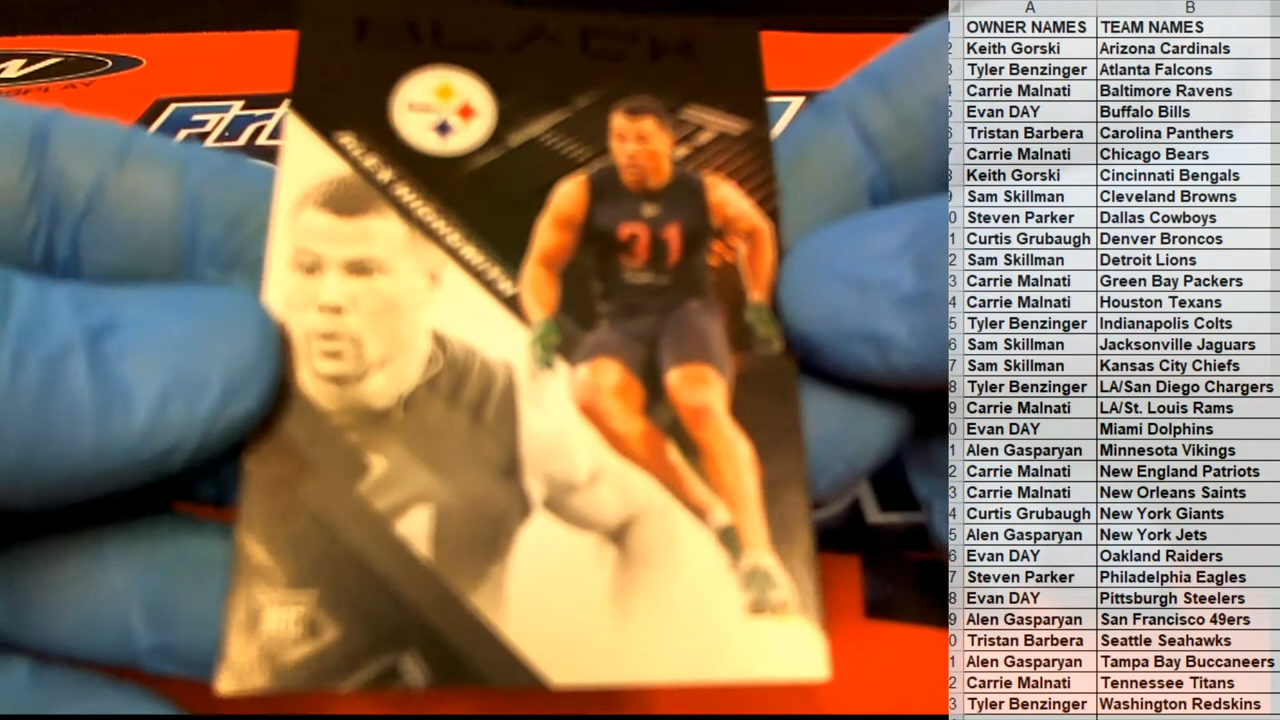 BLACK
ALEX HIGHSMITH
31
RC
A B
OWNER NAMES TEAM NAMES
Keith Gorski Arizona Cardinals
Tyler Benzinger Atlanta Falcons
Carrie Malnati Baltimore Ravens
Evan DAY Buffalo Bills
Tristan Barbera Carolina Panthers
Carrie Malnati Chicago Bears
Keith Gorski Cincinnati Bengals
Sam Skillman Cleveland Browns
Steven Parker Dallas Cowboys
Curtis Grubaugh Denver Broncos
Sam Skillman Detroit Lions
Carrie Malnati Green Bay Packers
Carrie Malnati Houston Texans
Tyler Benzinger Indianapolis Colts
Sam Skillman Jacksonville Jaguars
Sam Skillman Kansas City Chiefs
Tyler Benzinger LA/San Diego Chargers
Carrie Malnati LA/St. Louis Rams
Evan DAY Miami Dolphins
Alen Gasparyan Minnesota Vikings
Carrie Malnati New England Patriots
Carrie Malnati New Orleans Saints
Curtis Grubaugh New York Giants
Alen Gasparyan New York Jets
Evan DAY Oakland Raiders
Steven Parker Philadelphia Eagles
Evan DAY Pittsburgh Steelers
Alen Gasparyan San Francisco 49ers
Tristan Barbera Seattle Seahawks
Alen Gasparyan Tampa Bay Buccaneers
Carrie Malnati Tennessee Titans
Tyler Benzinger Washington Redskins